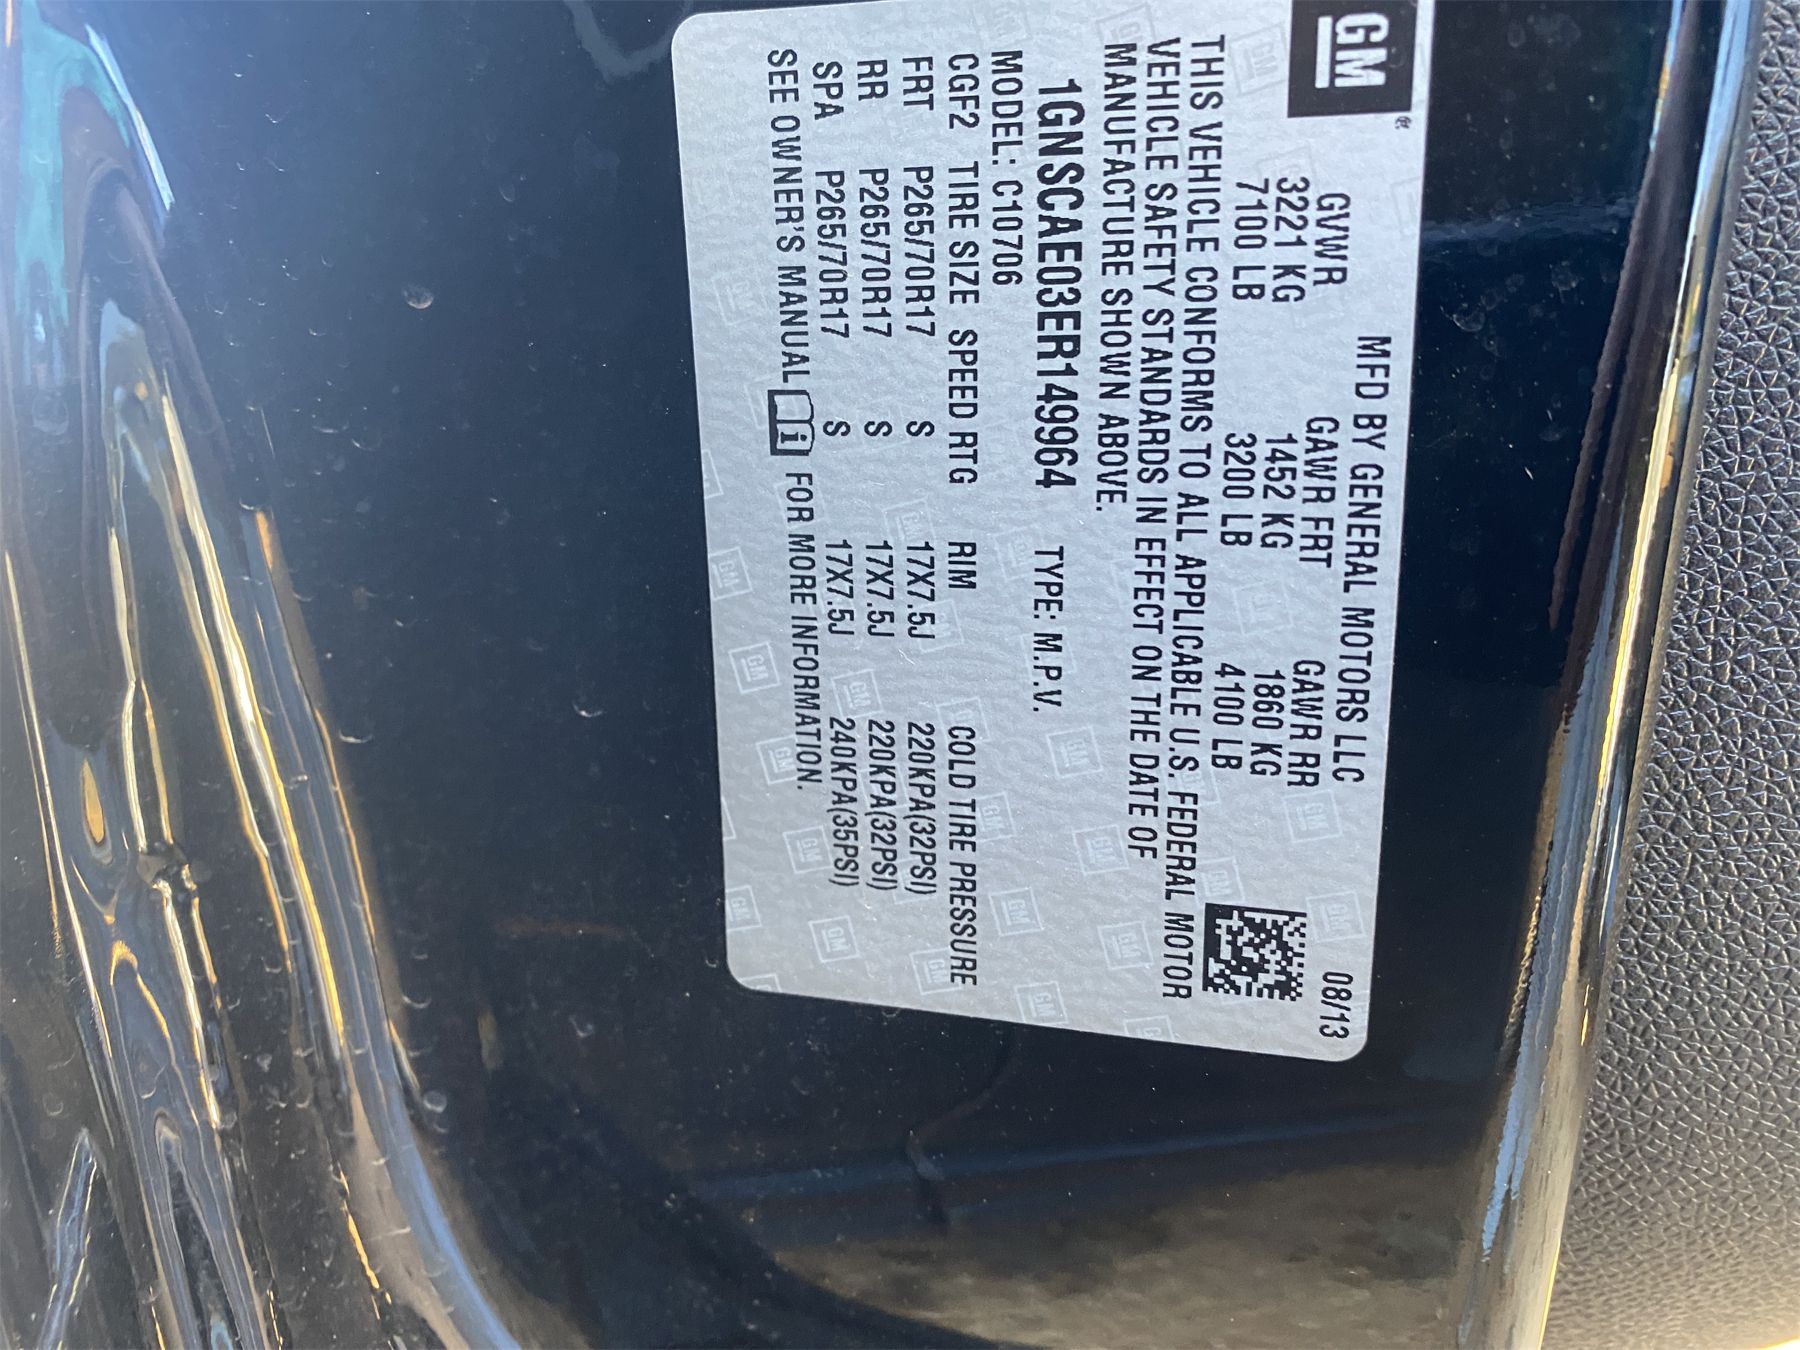 GM®
MFD BY GENERAL MOTORS LLC 08/13
GVWR GAWR FRT GAWR RR
3221 KG 1452 KG 1860 KG
7100 LB 3200 LB 4100 LB
THIS VEHICLE CONFORMS TO ALL APPLICABLE U.S. FEDERAL MOTOR
VEHICLE SAFETY STANDARDS IN EFFECT ON THE DATE OF
MANUFACTURE SHOWN ABOVE.
1GNSCAE03ER149964 TYPE: M.P.V.
MODEL: C10706
CGF2 TIRE SIZE SPEED RTG RIM COLD TIRE PRESSURE
FRT P265/70R17 S 17X7.5J 220KPA(32PSI)
RR P265/70R17 S 17X7.5J 220KPA(32PSI)
SPA P265/70R17 S 17X7.5J 240KPA(35PSI)
SEE OWNER'S MANUAL i FOR MORE INFORMATION.